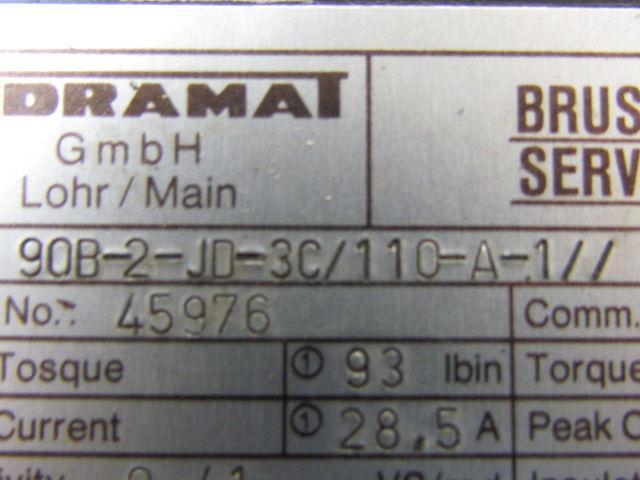 DRAMAT BRUS
GmbH
Lohr / Main SERV
90B-2-JD-3C/110-A-1//
No.: 45976 Comm.
Tosque ① 93 lbin Torque
Current ① 28,5 A Peak C